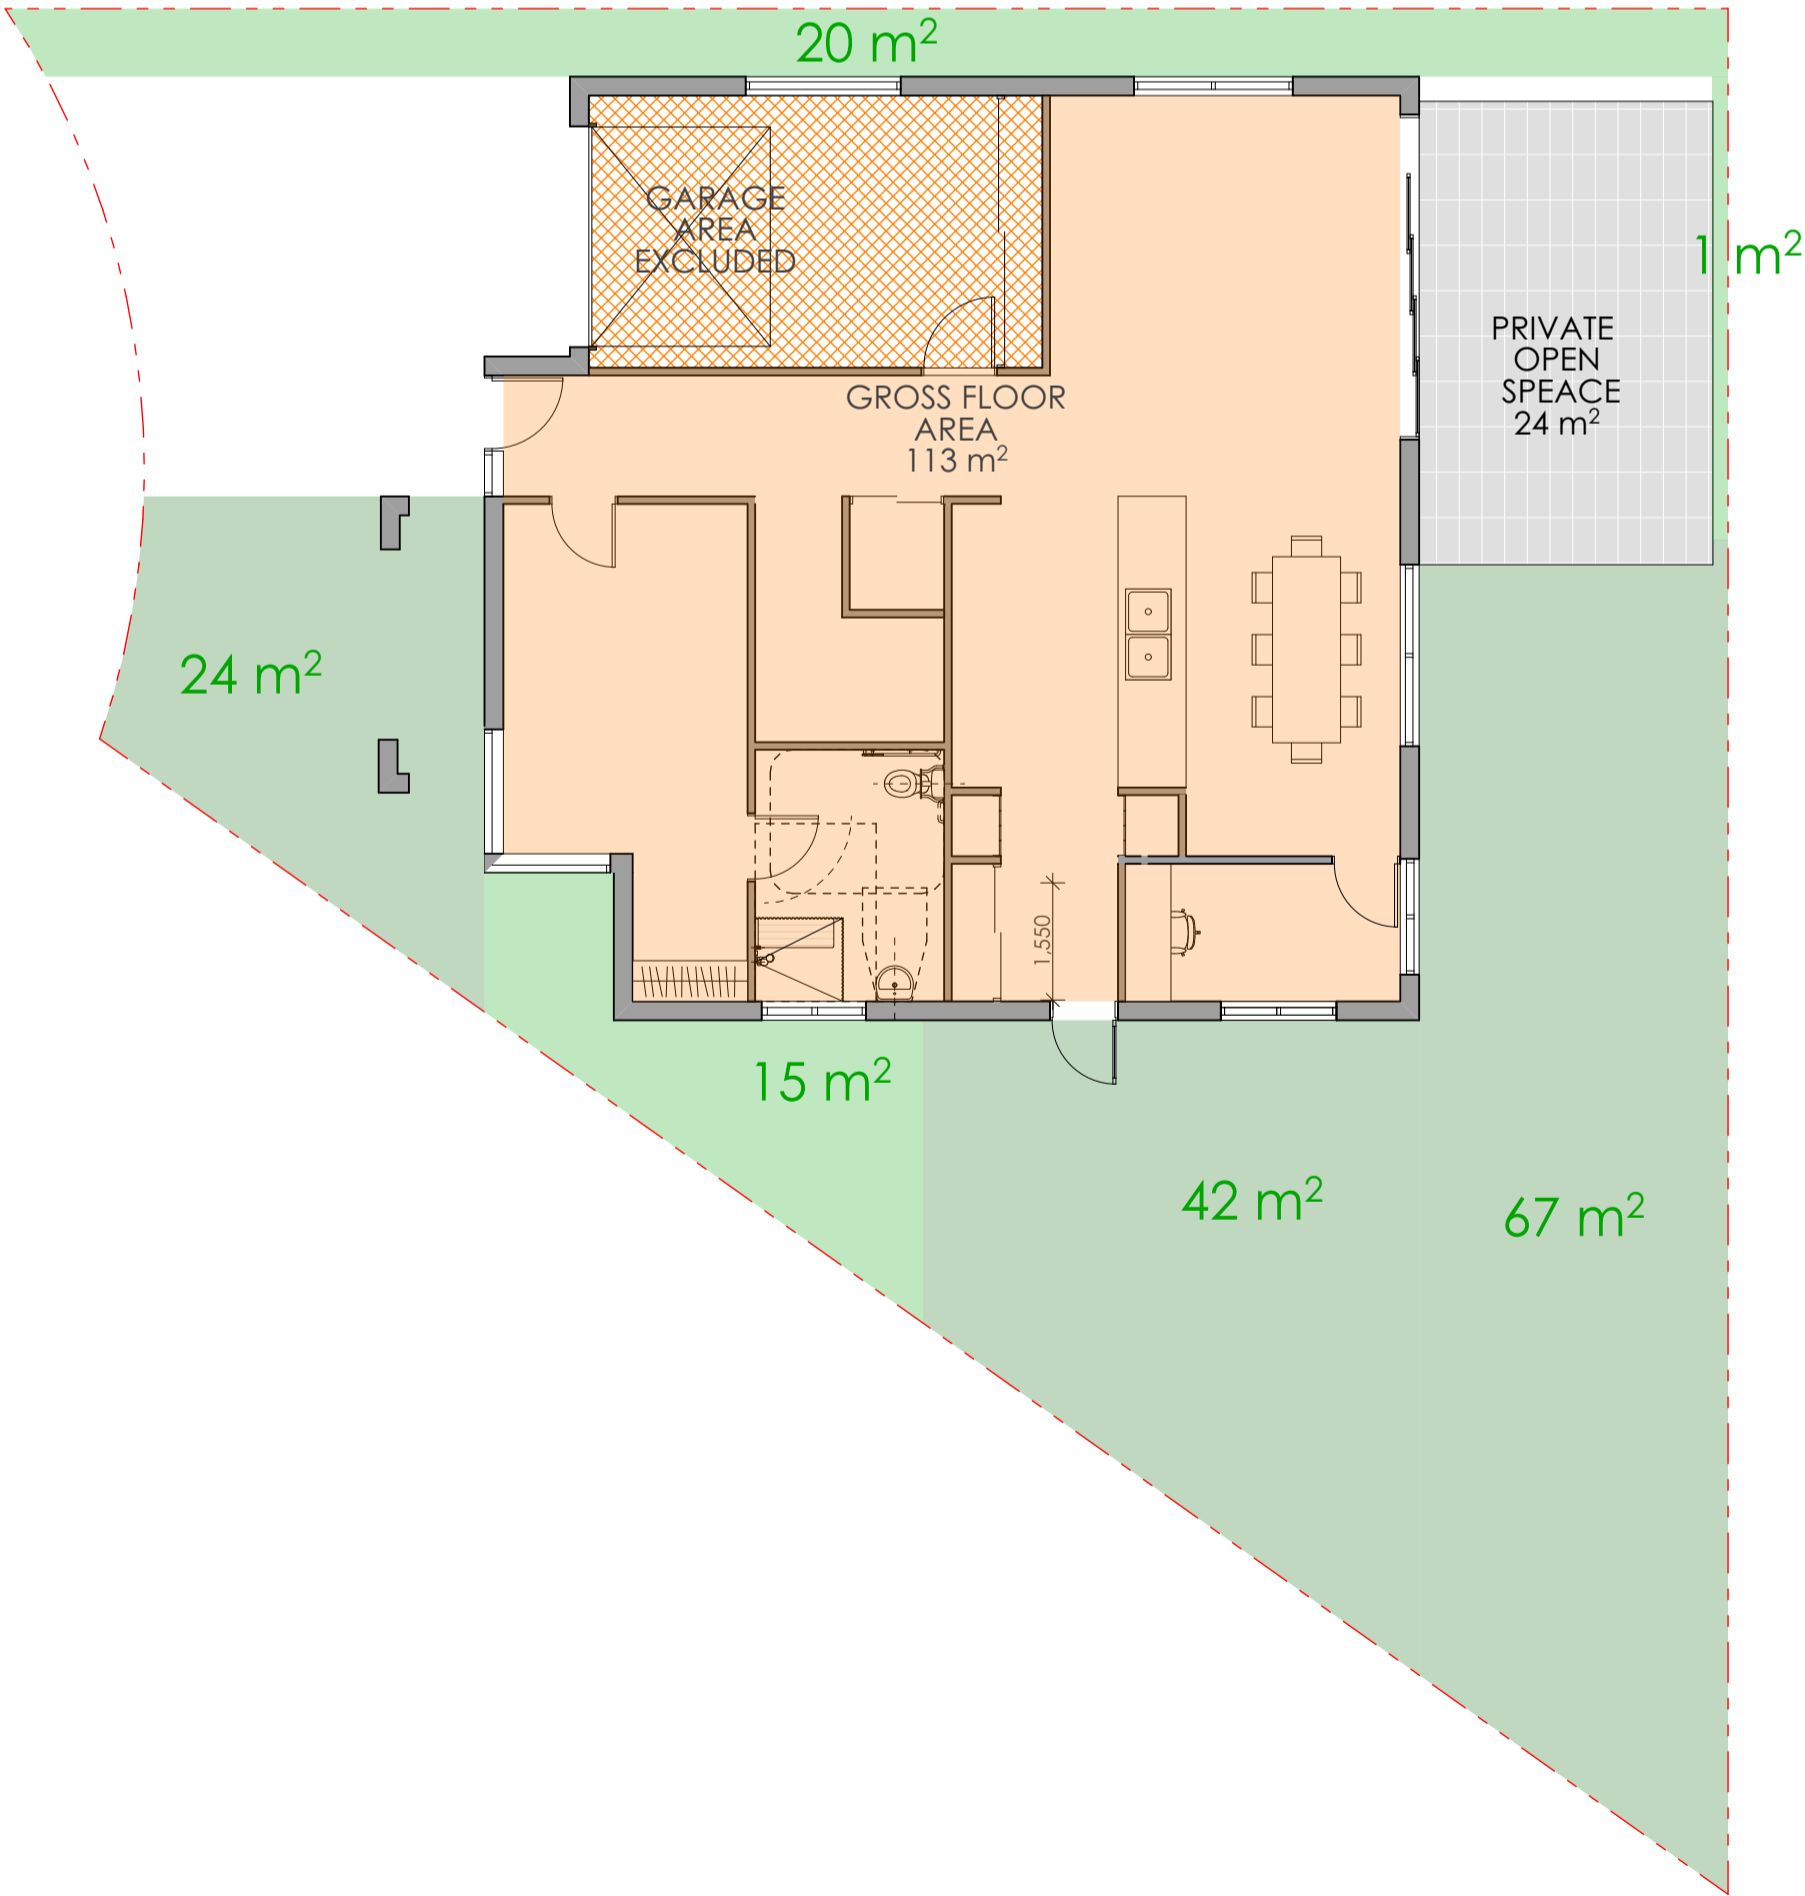 20 m²
GARAGE
AREA
EXCLUDED
1 m²
PRIVATE
OPEN
SPEACE
24 m²
GROSS FLOOR
AREA
113 m²
24 m²
1,550
15 m²
42 m²
67 m²